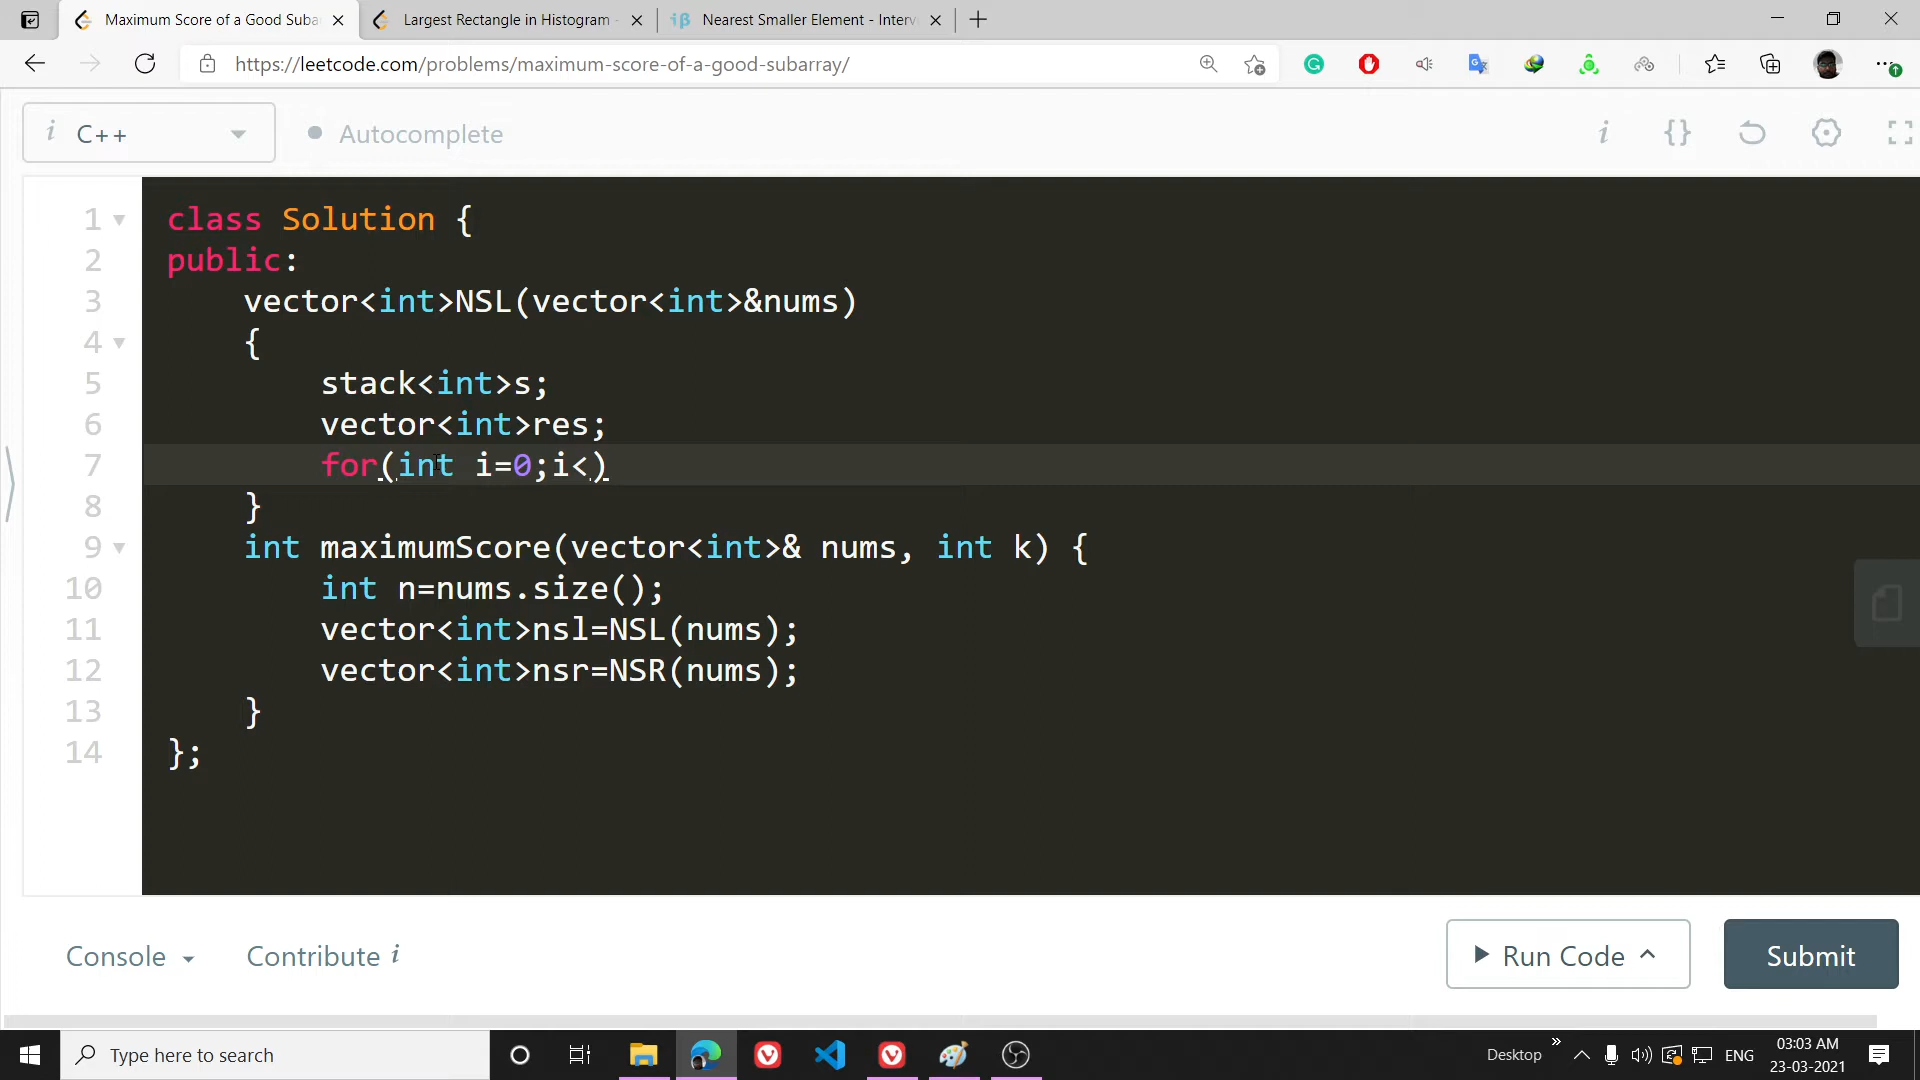 Maximum Score of a Good Suba
Largest Rectangle in Histogram -
Nearest Smaller Element - Interv
https://leetcode.com/problems/maximum-score-of-a-good-subarray/
i C++
Autocomplete
i {}
1 class Solution {
2 public:
3 vector<int>NSL(vector<int>&nums)
4 {
5 stack<int>s;
6 vector<int>res;
7 for(int i=0;i<)
8 }
9 int maximumScore(vector<int>& nums, int k) {
10 int n=nums.size();
11 vector<int>nsl=NSL(nums);
12 vector<int>nsr=NSR(nums);
13 }
14 };
Console
Contribute i
Run Code
Submit
Type here to search
Desktop
ENG
03:03 AM
23-03-2021